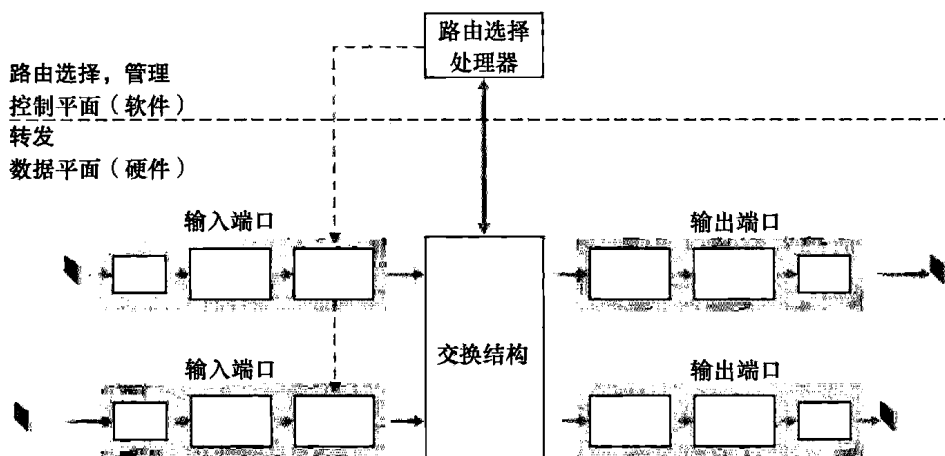 路由选择
处理器
路由选择，管理
控制平面（软件）
转发
数据平面（硬件）
输入端口
输出端口
交换结构
输入端口
输出端口